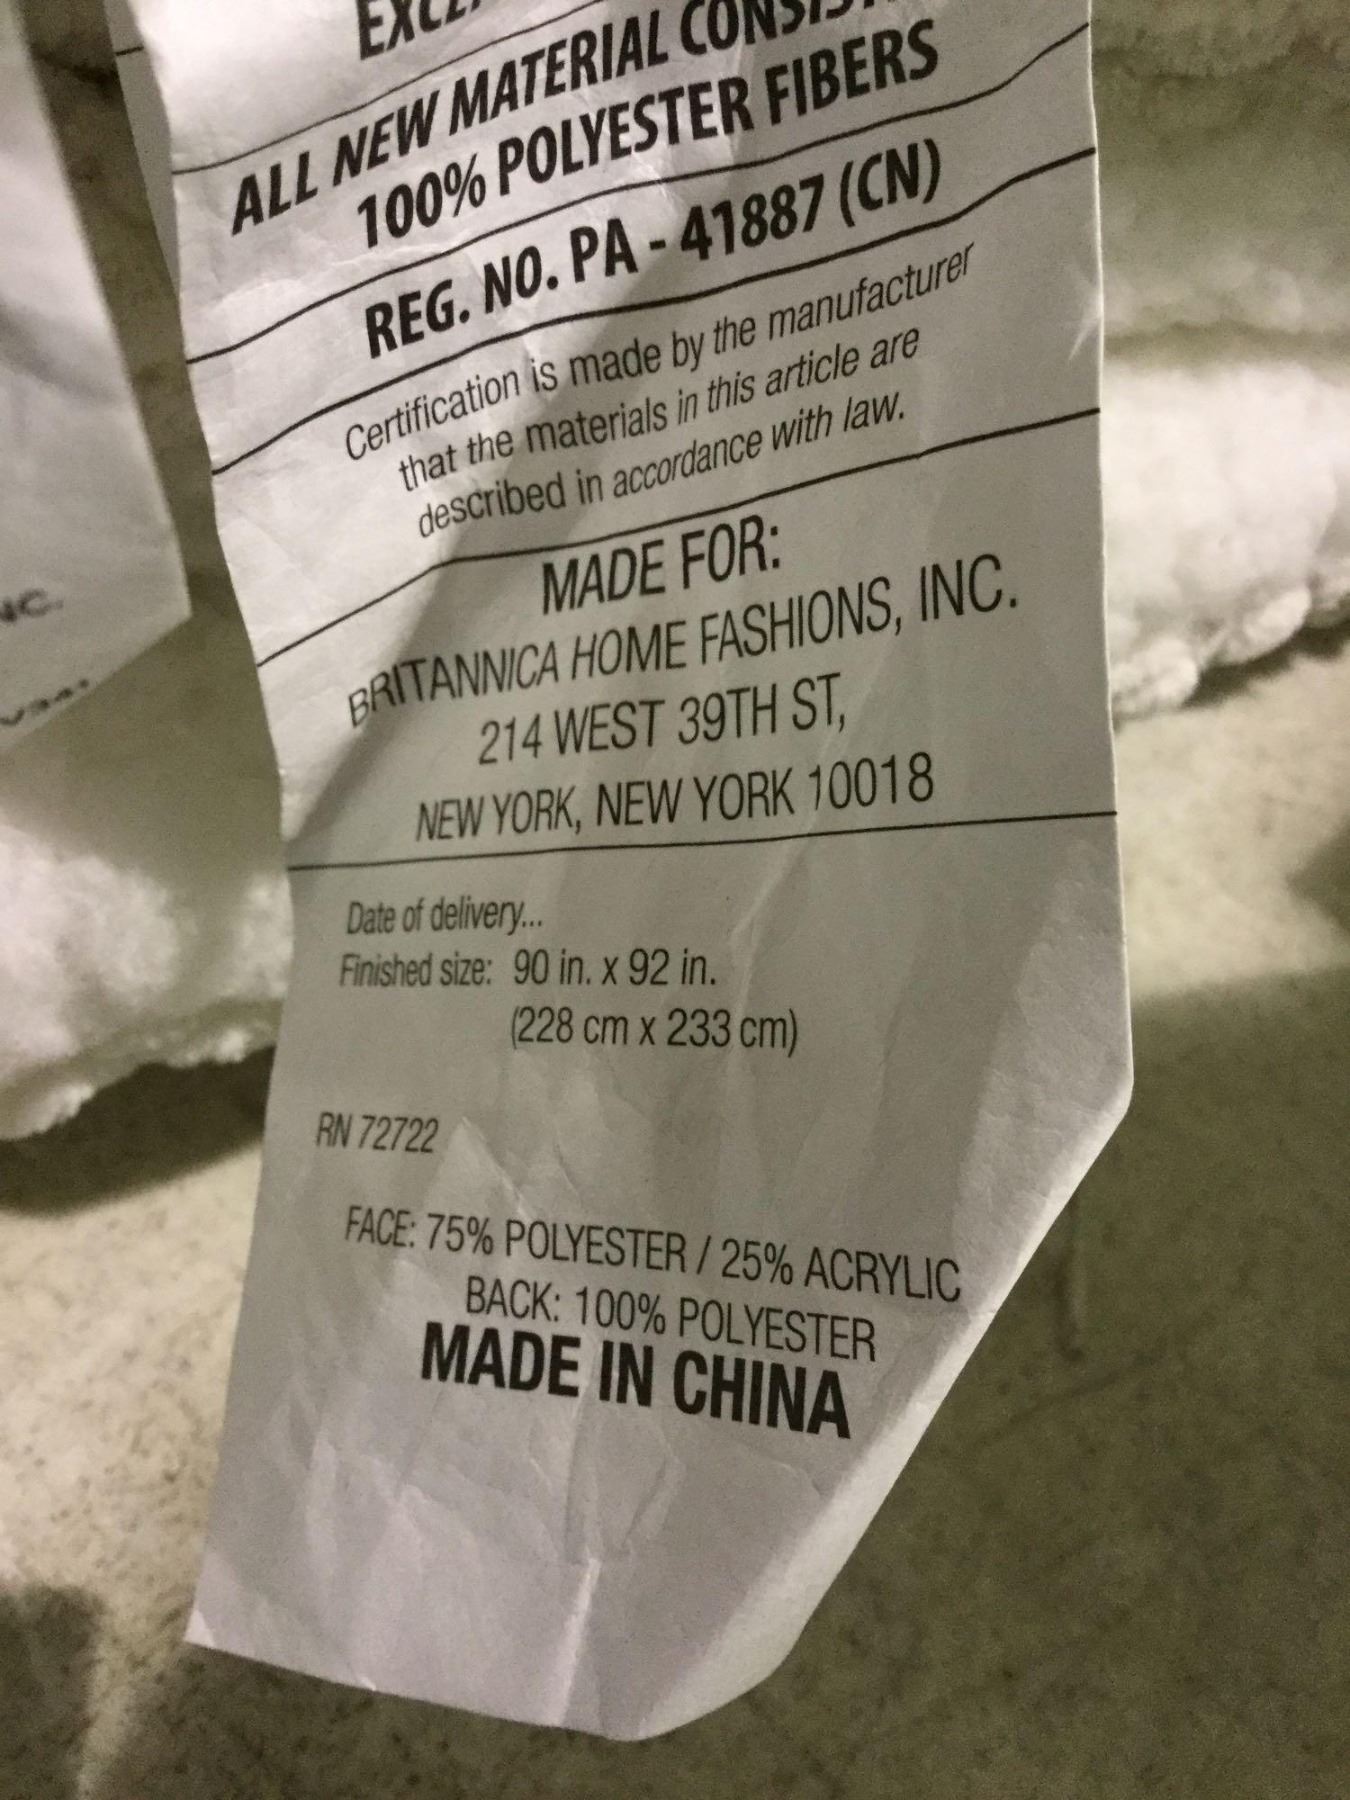 ALL NEW MATERIAL
100% POLYESTER FIBERS
REG. NO. PA - 41887 (CN)
Certification is made by the manufacturer
that the materials in this article are
described in accordance with law.
MADE FOR:
BRITANNICA HOME FASHIONS, INC.
214 WEST 39TH ST,
NEW YORK, NEW YORK 10018
Date of delivery...
Finished size: 90 in. x 92 in.
(228 cm x 233 cm)
RN 72722
FACE: 75% POLYESTER / 25% ACRYLIC
BACK: 100% POLYESTER
MADE IN CHINA